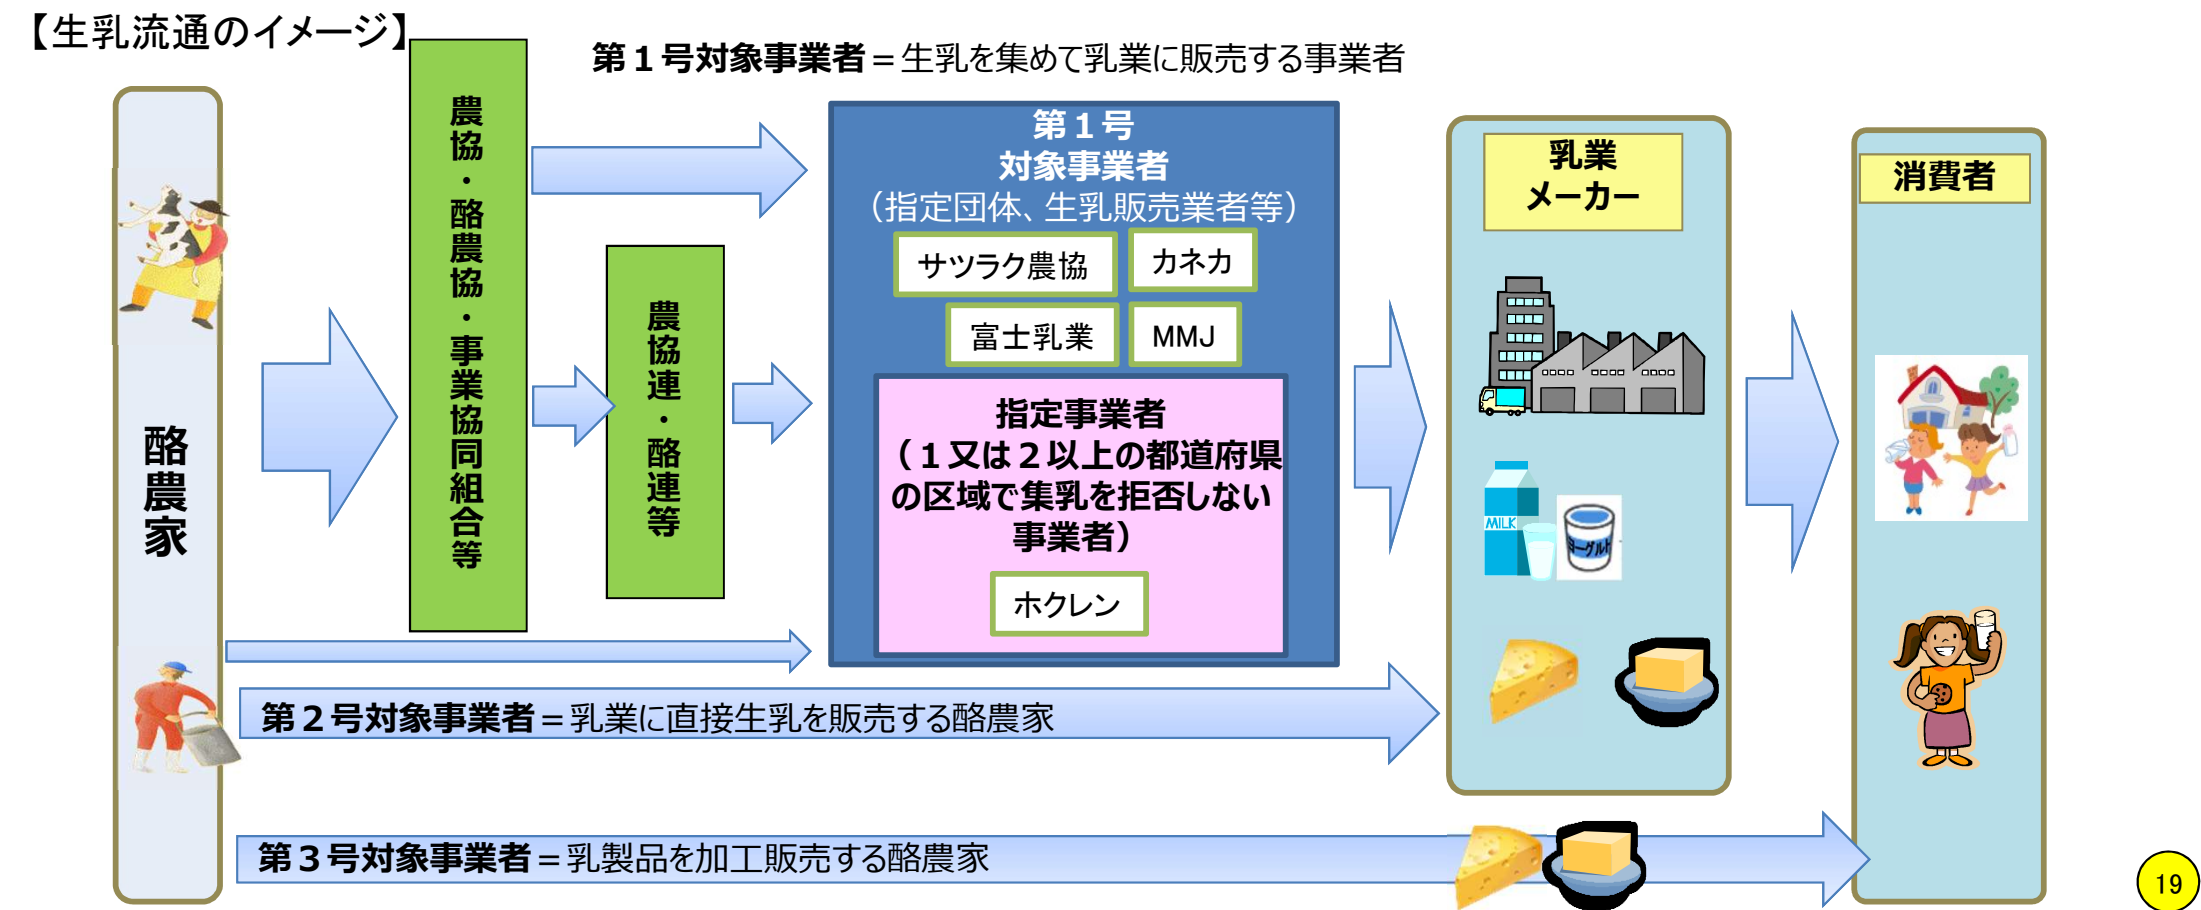 【生乳流通のイメージ】
第１号対象事業者＝生乳を集めて乳業に販売する事業者
酪農家
農協・酪農協・事業協同組合等
農協連・酪連等
第１号
対象事業者
（指定団体、生乳販売業者等）
サツラク農協
カネカ
富士乳業
MMJ
指定事業者
（１又は２以上の都道府県
の区域で集乳を拒否しない
事業者）
ホクレン
乳業
メーカー
MILK
ヨーグルト
消費者
第２号対象事業者＝乳業に直接生乳を販売する酪農家
第３号対象事業者＝乳製品を加工販売する酪農家
19